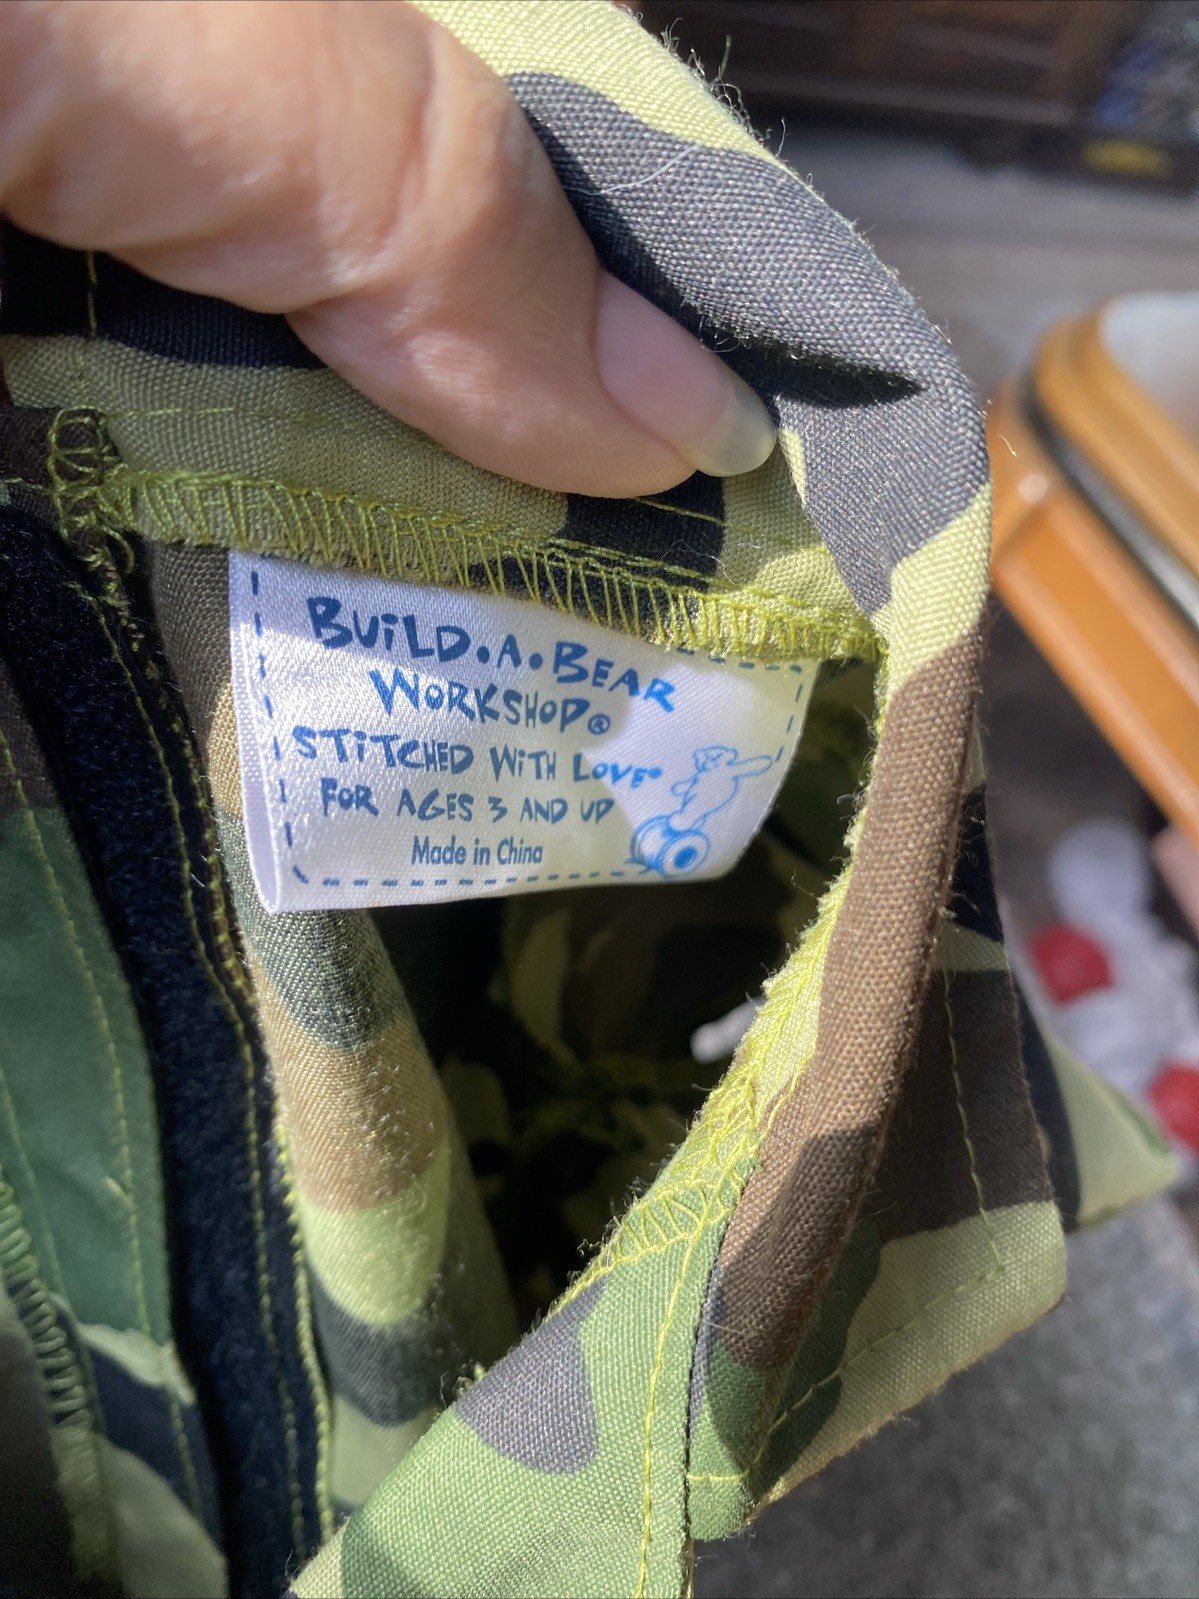 BUiLD.A.BEAR
WORKSHOP®
STiTCHED WiTH LOVE®
FOR AGES 3 AND UP
Made in China